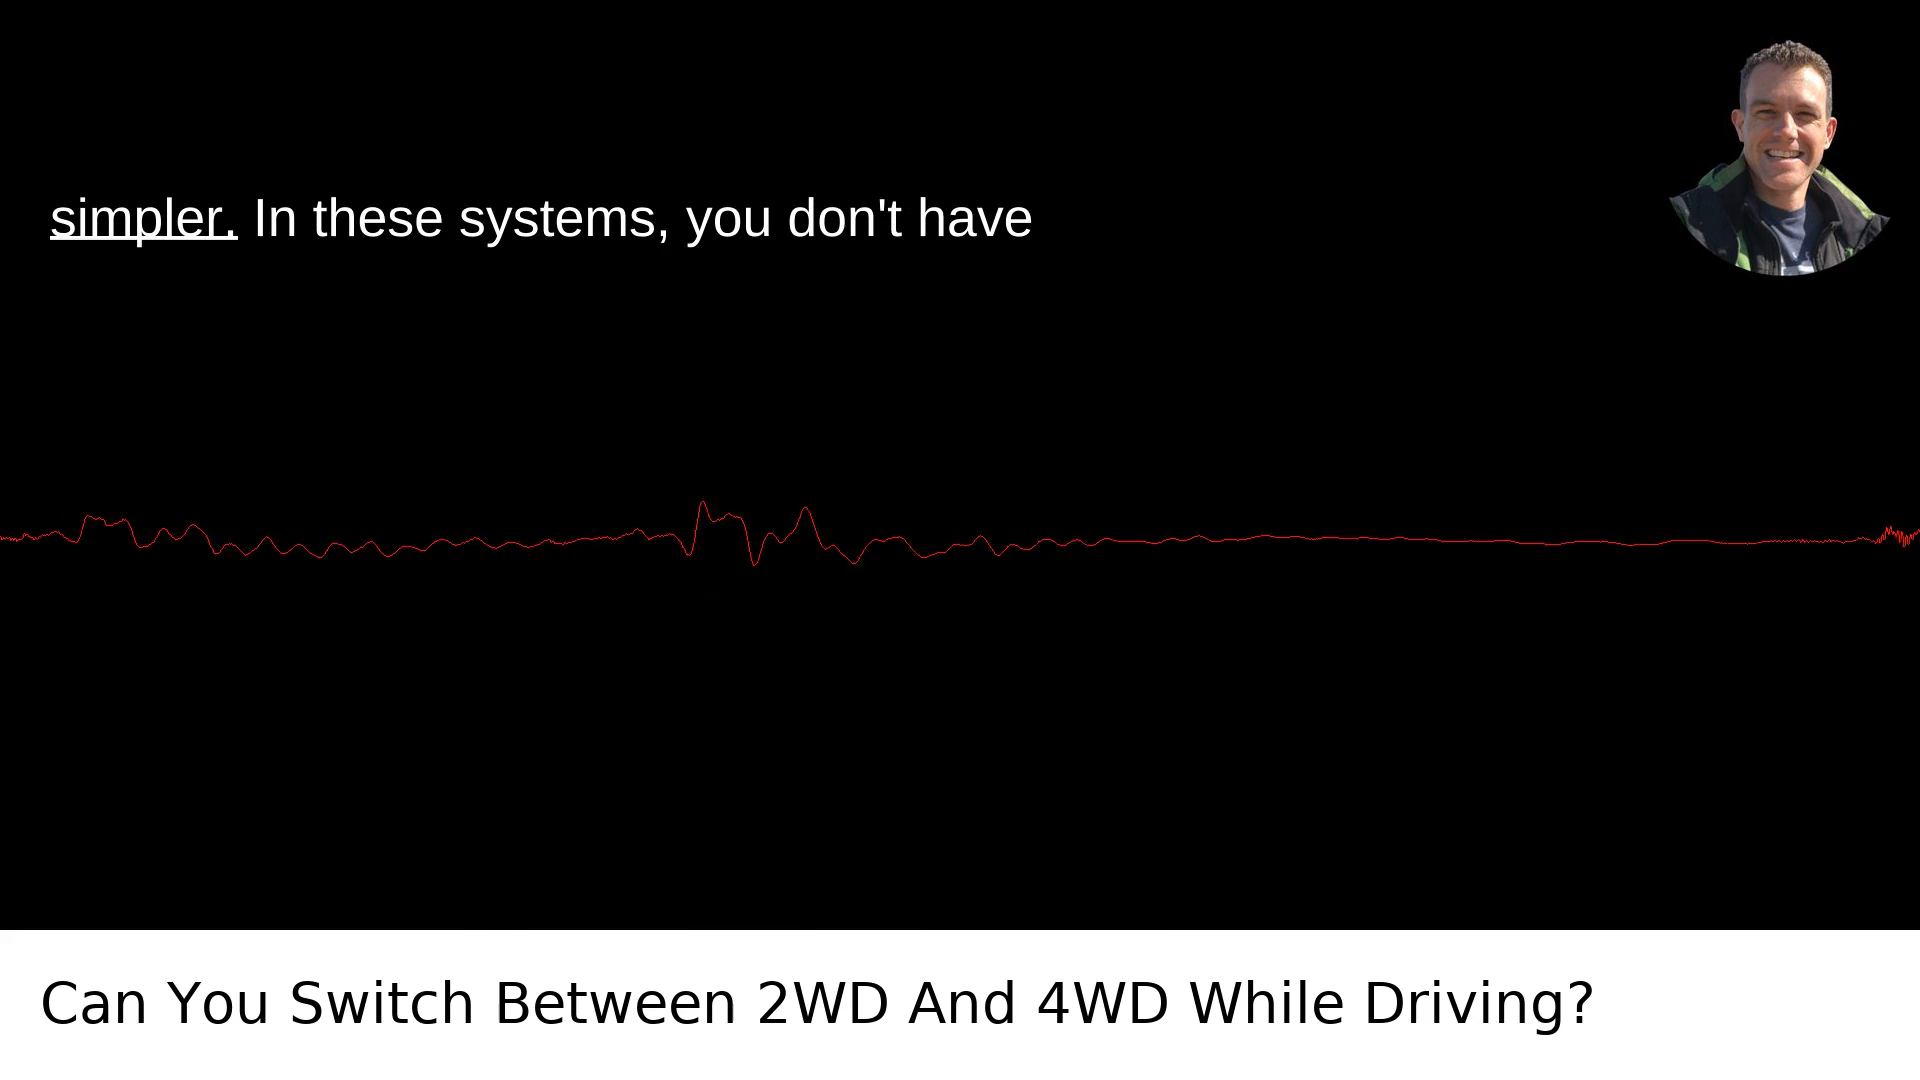 simpler. In these systems, you don't have
Can You Switch Between 2WD And 4WD While Driving?